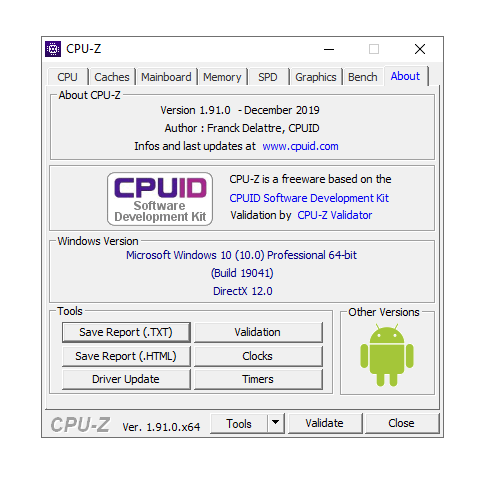 CPU-Z
CPU Caches Mainboard Memory SPD Graphics Bench About
About CPU-Z
Version 1.91.0 - December 2019
Author : Franck Delattre, CPUID
Infos and last updates at www.cpuid.com
CPUID
Software
Development Kit
CPU-Z is a freeware based on the
CPUID Software Development Kit
Validation by CPU-Z Validator
Windows Version
Microsoft Windows 10 (10.0) Professional 64-bit
(Build 19041)
DirectX 12.0
Tools
Save Report (.TXT) Validation
Save Report (.HTML) Clocks
Driver Update Timers
Other Versions
CPU-Z Ver. 1.91.0.x64 Tools Validate Close